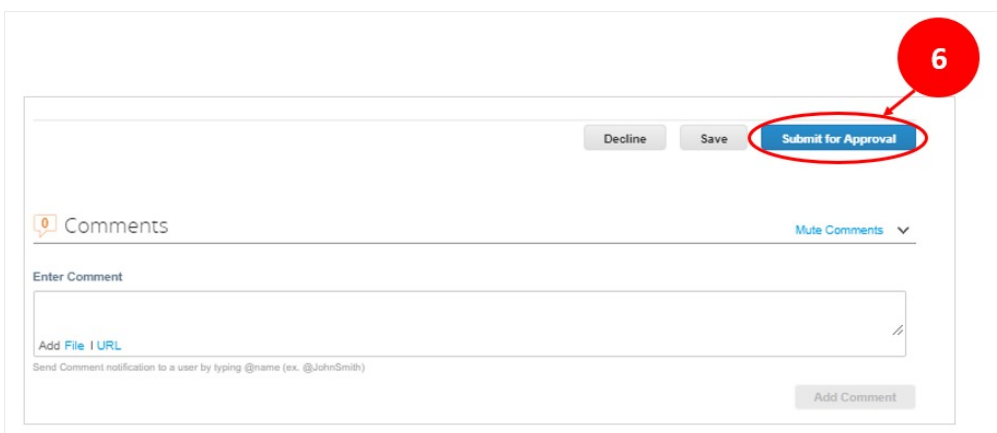 6
Decline Save Submit for Approval
0 Comments
Mute Comments
Enter Comment
Add File | URL
Send Comment notification to a user by typing @name (ex. @JohnSmith)
Add Comment